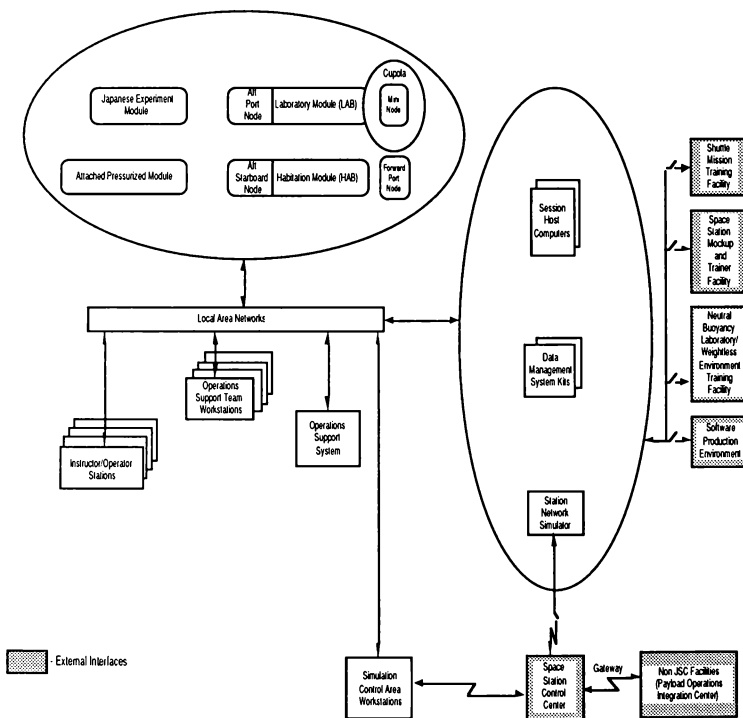 Cupola
Japanese Experiment
Module
Aft
Port
Node
Laboratory Module (LAB)
Mini
Node
Attached Pressurized Module
Aft
Starboard
Node
Habitation Module (HAB)
Forward
Port
Node
Local Area Networks
Instructor/Operator
Stations
Operations
Support Team
Workstations
Operations
Support
System
Session
Host
Computers
Data
Management
System Kits
Station
Network
Simulator
Shuttle
Mission
Training
Facility
Space
Station
Mockup
and
Trainer
Facility
Neutral
Buoyancy
Laboratory/
Weightless
Environment
Training
Facility
Software
Production
Environment
- External Interfaces
Simulation
Control Area
Workstations
Space
Station
Control
Center
Gateway
Non JSC Facilities
(Payload Operations
Integration Center)